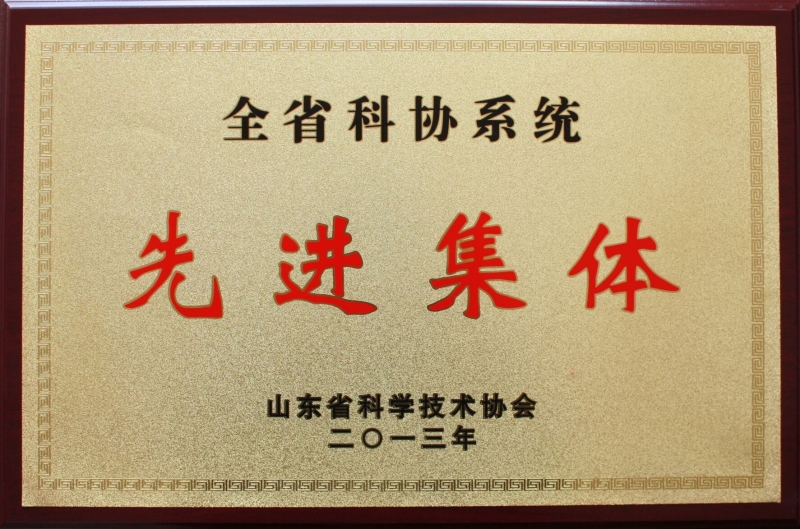 全省科协系统
先进集体
山东省科学技术协会
二〇一三年